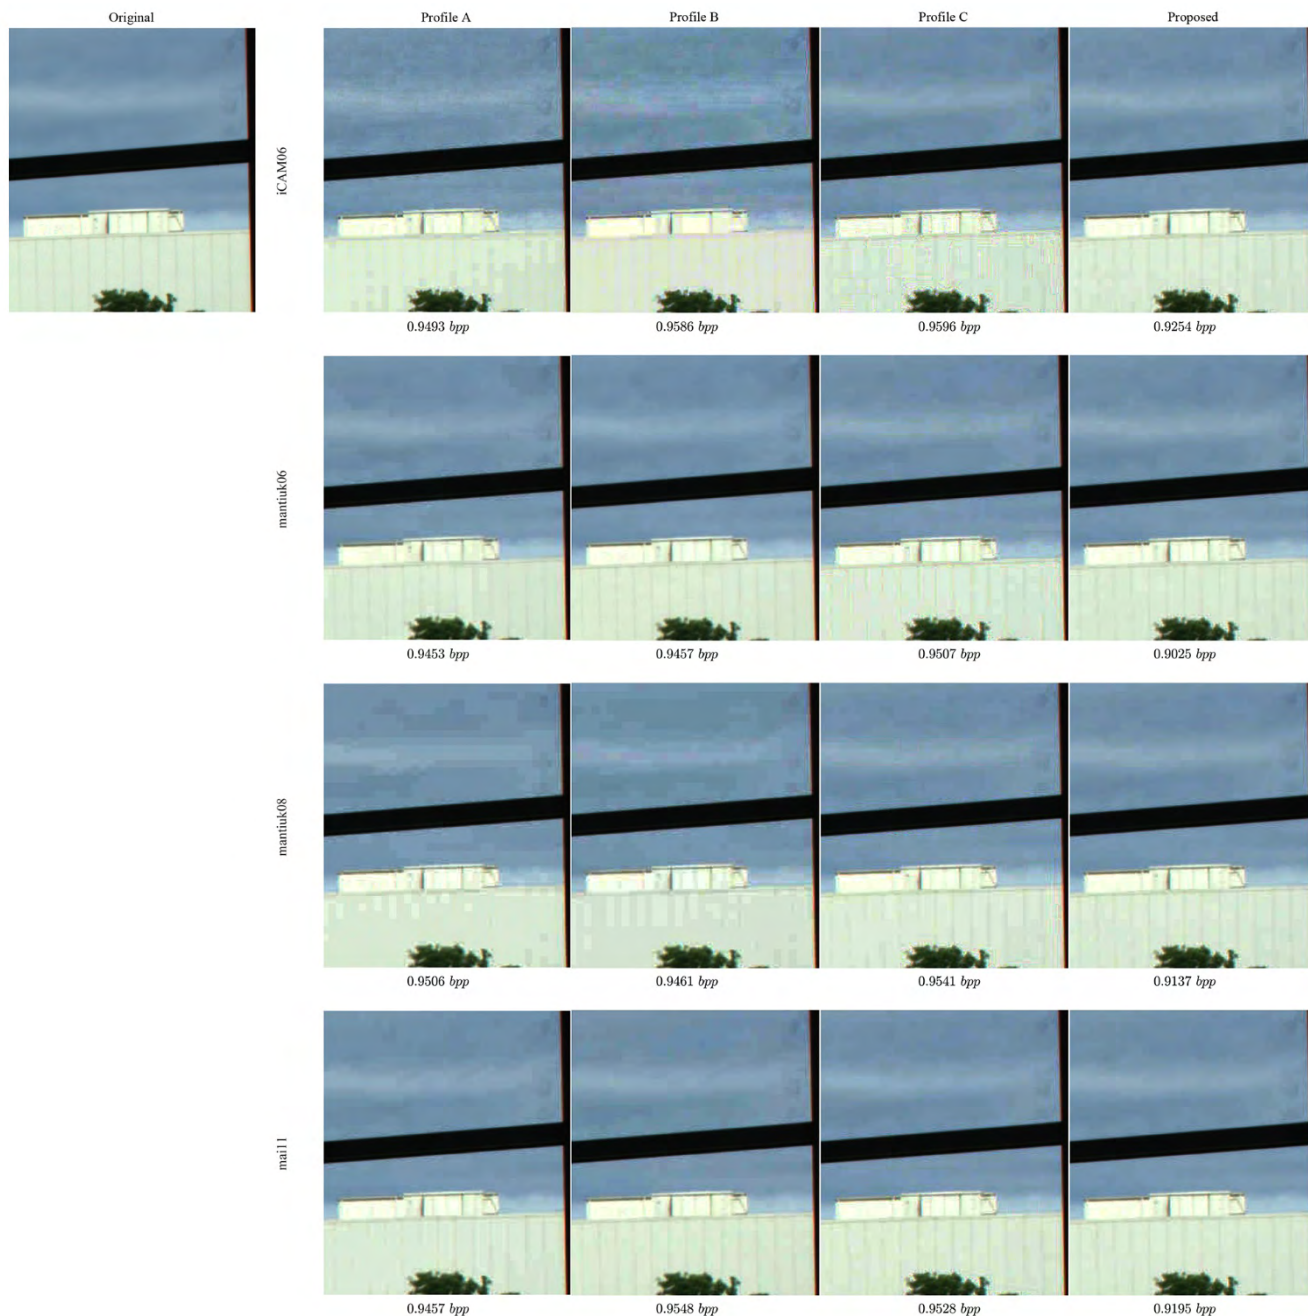 Original Profile A Profile B Profile C Proposed
iCAM06
0.9493 bpp 0.9586 bpp 0.9596 bpp 0.9254 bpp
mantiuk06
0.9453 bpp 0.9457 bpp 0.9507 bpp 0.9025 bpp
mantiuk08
0.9506 bpp 0.9461 bpp 0.9541 bpp 0.9137 bpp
mai11
0.9457 bpp 0.9548 bpp 0.9528 bpp 0.9195 bpp